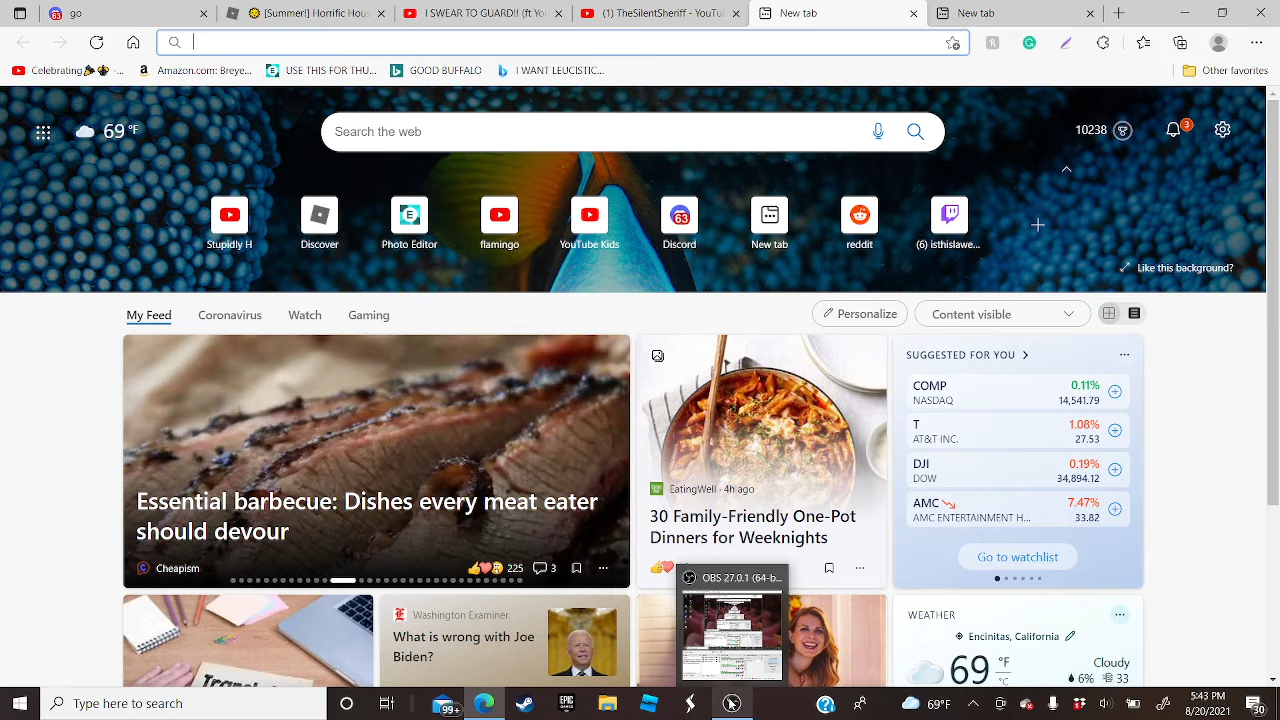 go
[Summer] Horrific Hous
I SWEAR TO GUARD!! (ft Yo
(1) TheSilentSheriff - YouTub
New tab
New tab
Celebrating🎉🐝 -...
Amazon.com: Breye...
USE THIS FOR THU...
GOOD BUFFALO
I WANT LEUCISTIC...
Other favorites
69 °F
Search the web
10238
3
Stupidly H
Discover
Photo Editor
flamingo
YouTube Kids
63
Discord
New tab
reddit
(6) isthislawe...
Like this background?
My Feed
Coronavirus
Watch
Gaming
Personalize
Content visible
Essential barbecue: Dishes every meat eater
should devour
Cheapism
225
3
EatingWell · 4h ago
30 Family-Friendly One-Pot
Dinners for Weeknights
SUGGESTED FOR YOU
COMP
0.11%
NASDAQ
14,541.79
T
1.08%
AT&T INC.
27.53
DJI
0.19%
DOW
34,894.12
AMC
7.47%
AMC ENTERTAINMENT H...
33.82
Go to watchlist
OBS 27.0.1 (64-b...
Washington Examiner
What is wrong with Joe
Biden?
WEATHER
Encinitas, California
69 °F
°C
Cloudy
6%
Type here to search
99+
69°F
5:43 PM
8/20/2021
50